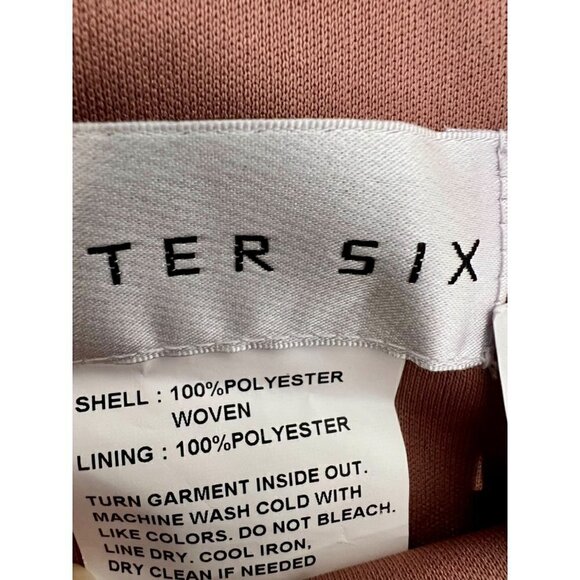 TER SIX
SHELL : 100%POLYESTER
WOVEN
LINING : 100%POLYESTER
TURN GARMENT INSIDE OUT.
MACHINE WASH COLD WITH
LIKE COLORS. DO NOT BLEACH.
LINE DRY. COOL IRON,
DRY CLEAN IF NEEDED